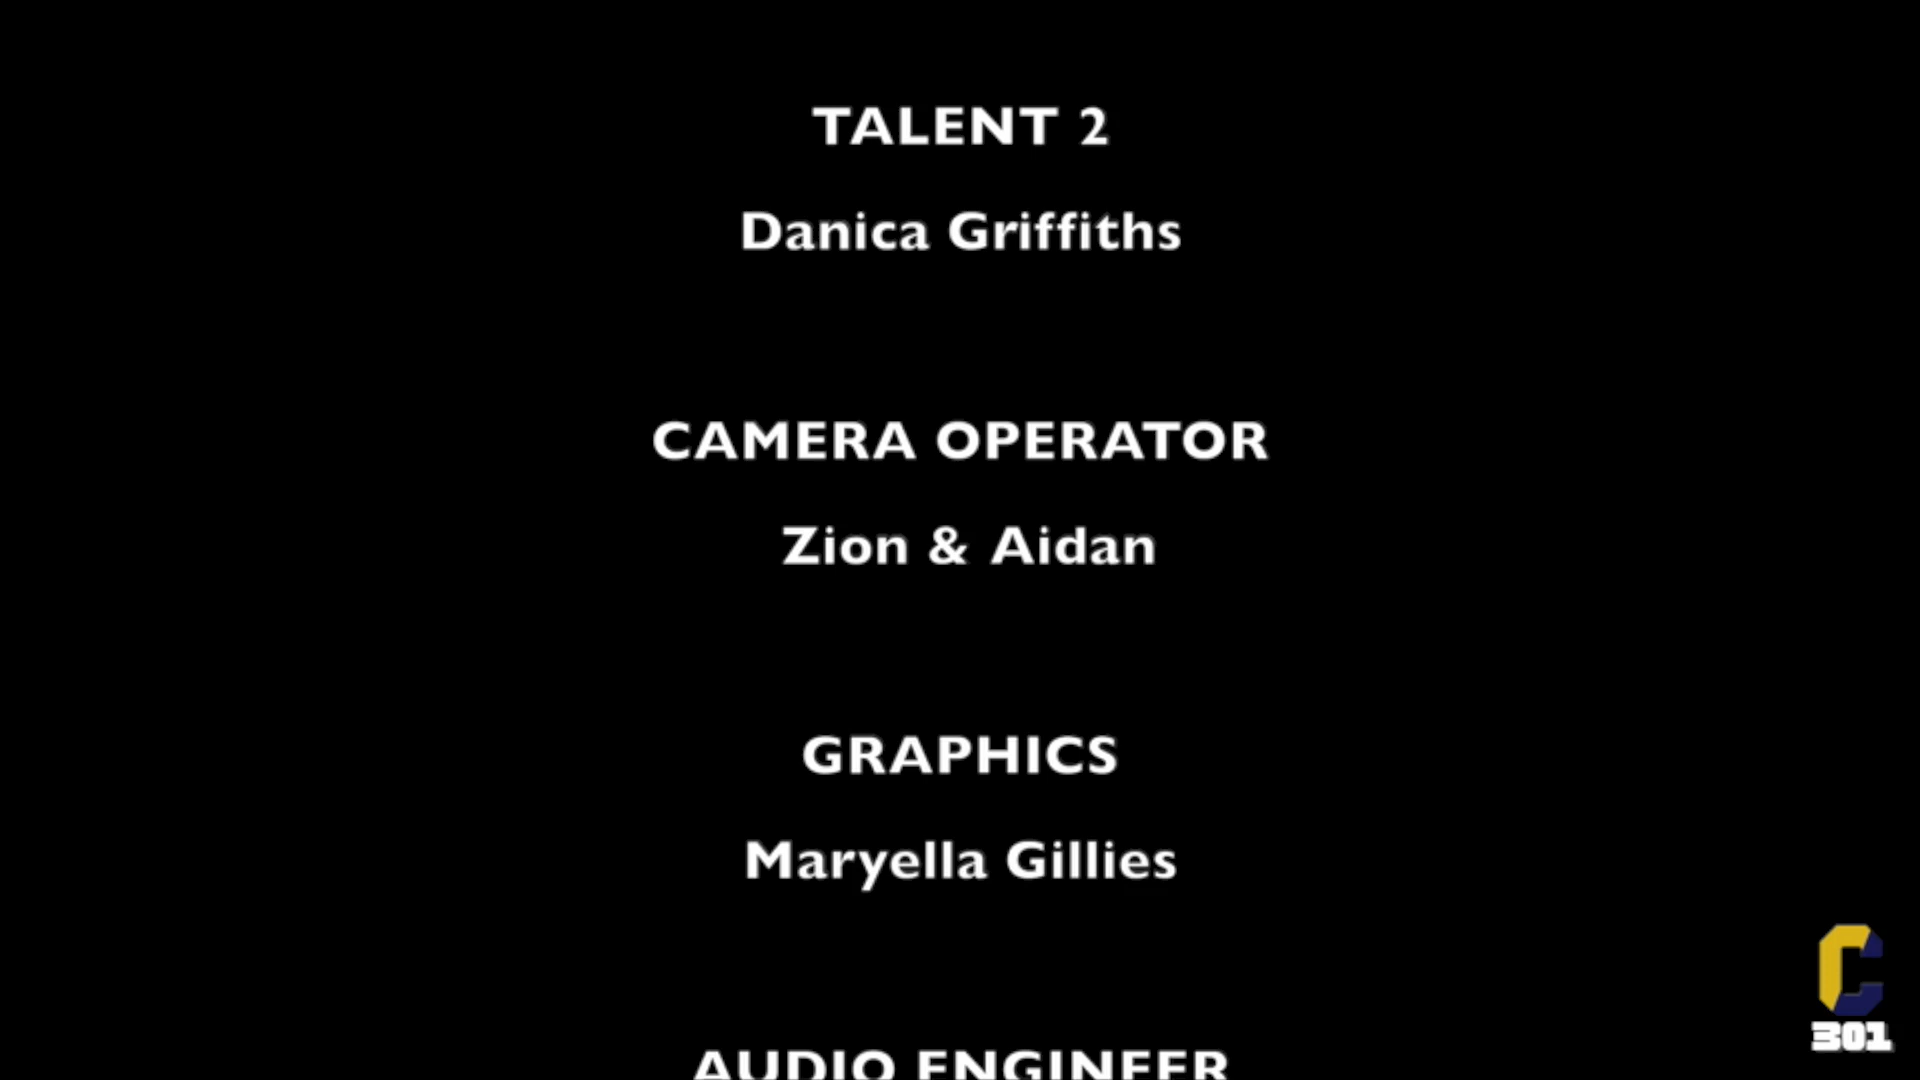 TALENT 2
Danica Griffiths
CAMERA OPERATOR
Zion & Aidan
GRAPHICS
Maryella Gillies
AUDIO ENGINEER
C
301